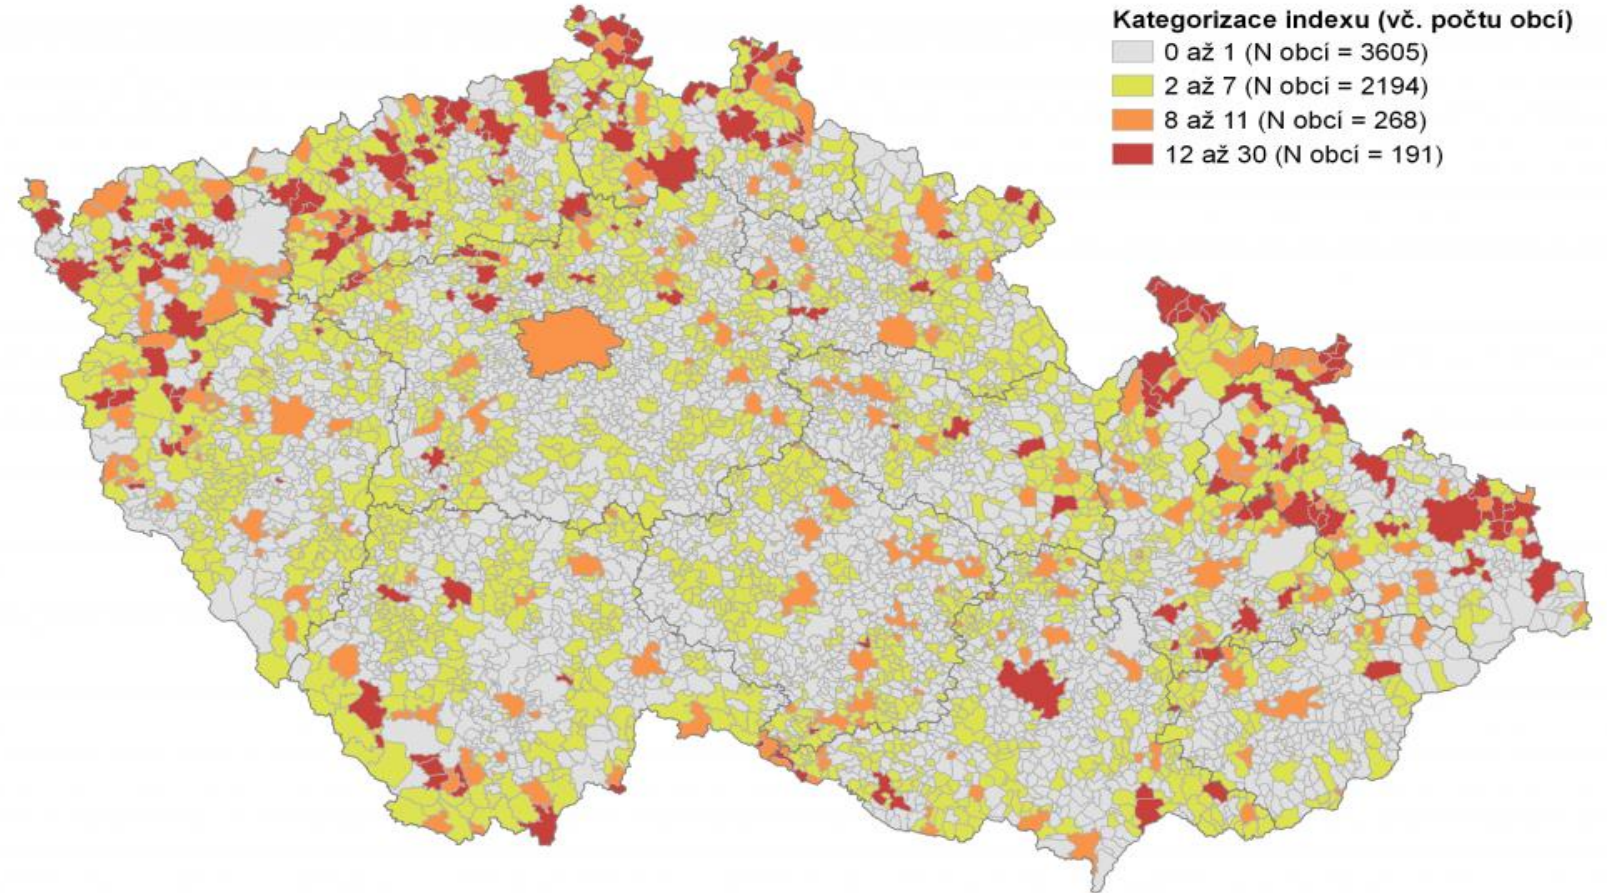 Kategorizace indexu (vč. počtu obcí)
0 až 1 (N obcí = 3605)
2 až 7 (N obcí = 2194)
8 až 11 (N obcí = 268)
12 až 30 (N obcí = 191)